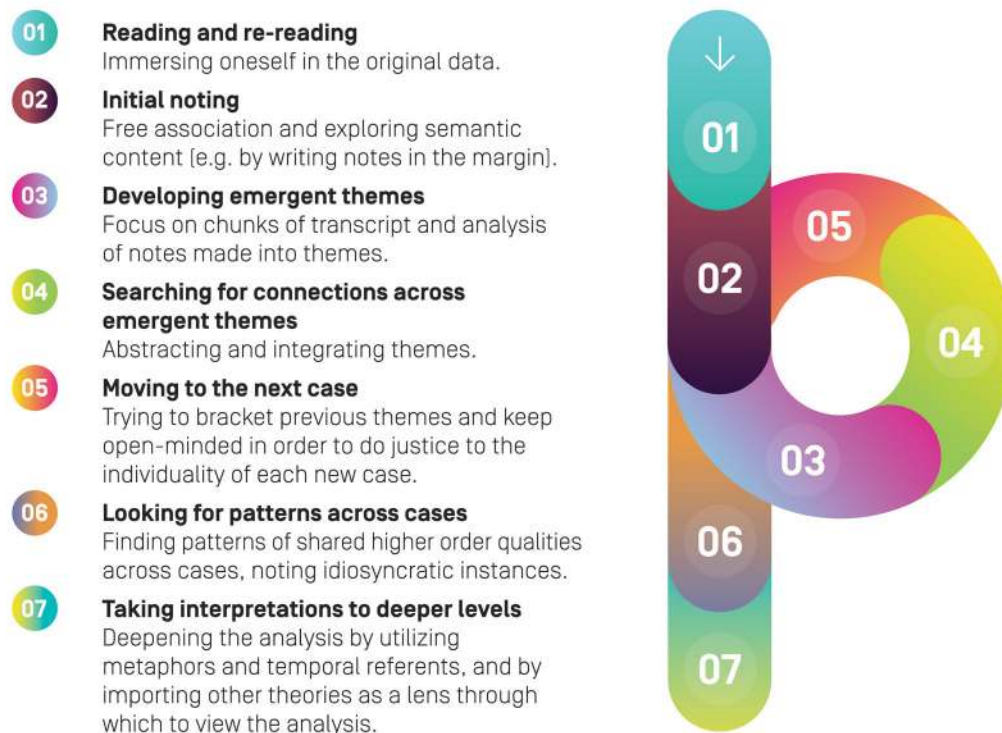 01
Reading and re-reading
Immersing oneself in the original data.
02
Initial noting
Free association and exploring semantic
content (e.g. by writing notes in the margin).
03
Developing emergent themes
Focus on chunks of transcript and analysis
of notes made into themes.
04
Searching for connections across
emergent themes
Abstracting and integrating themes.
05
Moving to the next case
Trying to bracket previous themes and keep
open-minded in order to do justice to the
individuality of each new case.
06
Looking for patterns across cases
Finding patterns of shared higher order qualities
across cases, noting idiosyncratic instances.
07
Taking interpretations to deeper levels
Deepening the analysis by utilizing
metaphors and temporal referents, and by
importing other theories as a lens through
which to view the analysis.
01
02
05
04
03
06
07